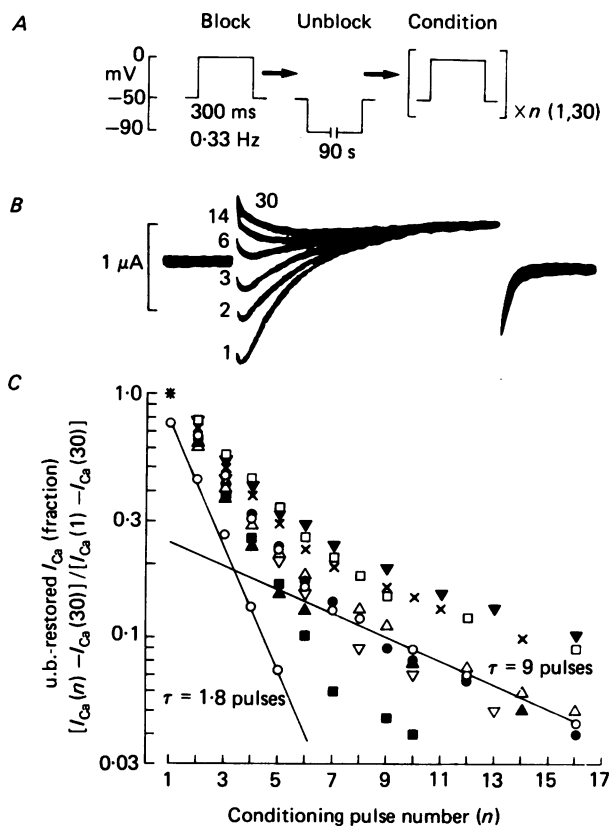 A
Block Unblock Condition
0
mV
−50
−90
300 ms
0·33 Hz
90 s
×n (1,30)
B
1 μA
30
14
6
3
2
1
C
u.b.-restored I_Ca (fraction)
[I_Ca(n) −I_Ca(30)]/[I_Ca(1) −I_Ca(30)]
1.0
0·3
0·1
0·03
τ = 1·8 pulses
τ = 9 pulses
1 3 5 7 9 11 13 15 17
Conditioning pulse number (n)